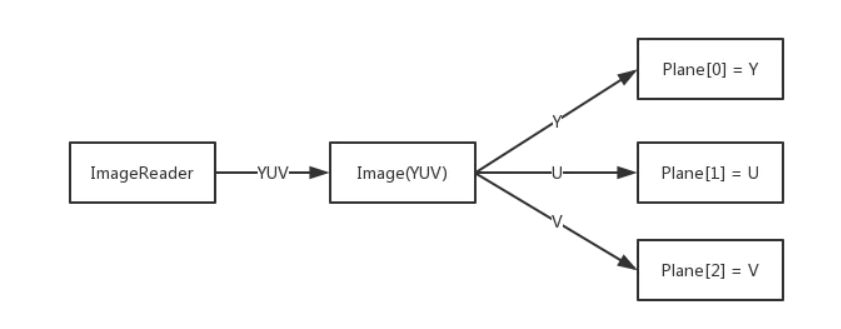 ImageReader
YUV
Image(YUV)
Y
Plane[0] = Y
U
Plane[1] = U
V
Plane[2] = V